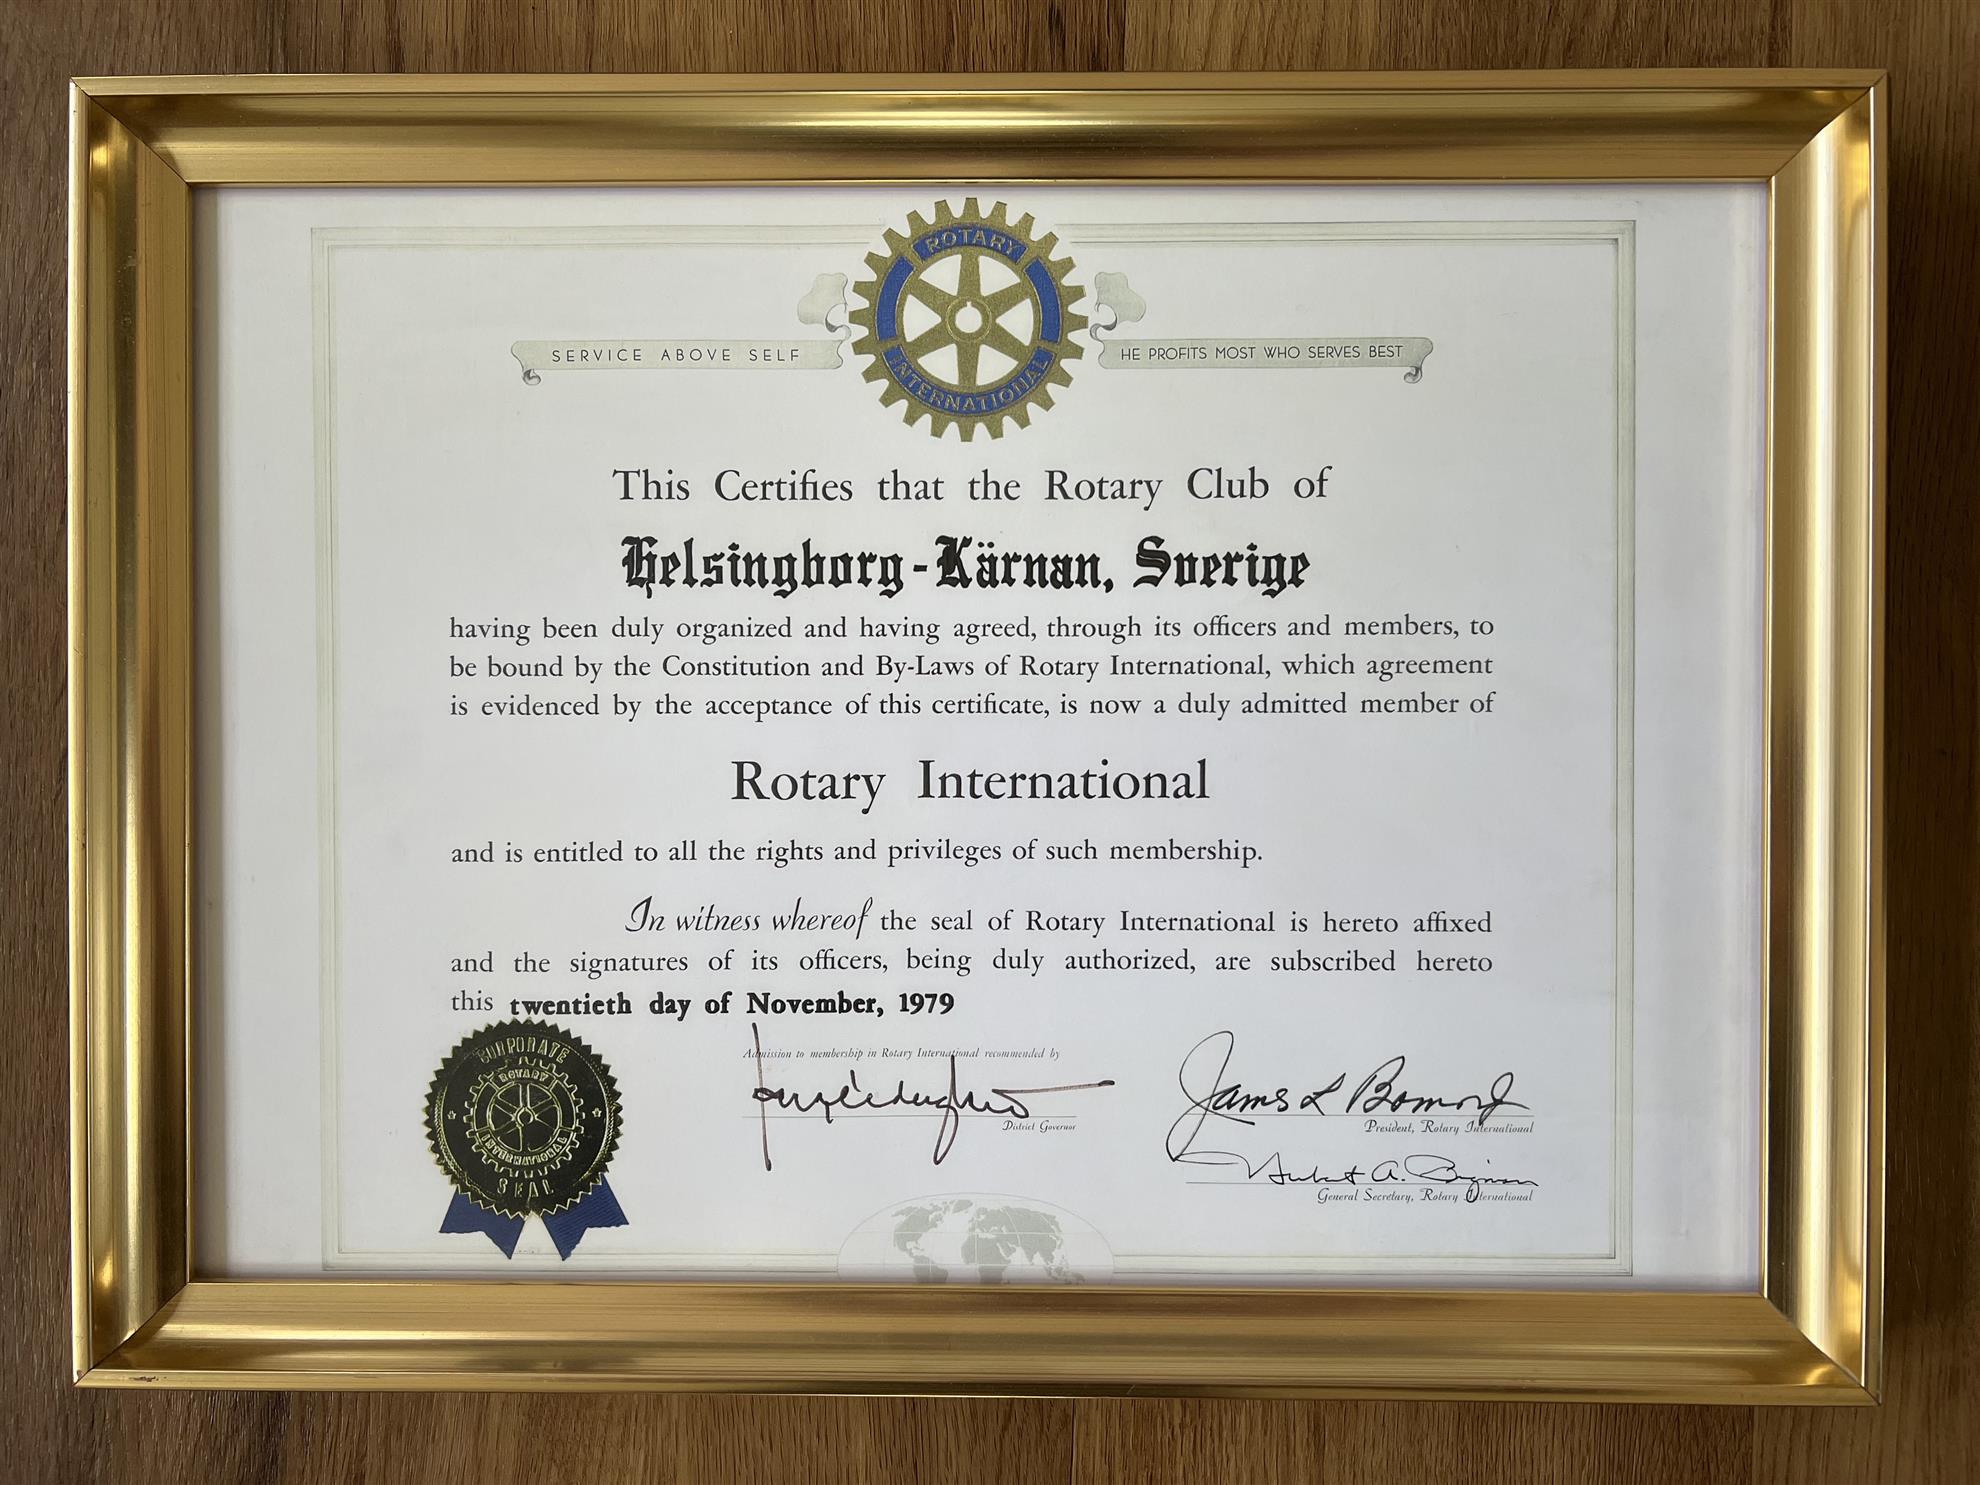 ROTARY
INTERNATIONAL
SERVICE ABOVE SELF
HE PROFITS MOST WHO SERVES BEST
This Certifies that the Rotary Club of
Helsingborg-Kärnan, Sverige
having been duly organized and having agreed, through its officers and members, to
be bound by the Constitution and By-Laws of Rotary International, which agreement
is evidenced by the acceptance of this certificate, is now a duly admitted member of
Rotary International
and is entitled to all the rights and privileges of such membership.
In witness whereof the seal of Rotary International is hereto affixed
and the signatures of its officers, being duly authorized, are subscribed hereto
this twentieth day of November, 1979
CORPORATE
ROTARY
INTERNATIONAL
SEAL
Admission to membership in Rotary International recommended by
District Governor
James L Bomar Jr
President, Rotary International
Herbert A. Pigman
General Secretary, Rotary International